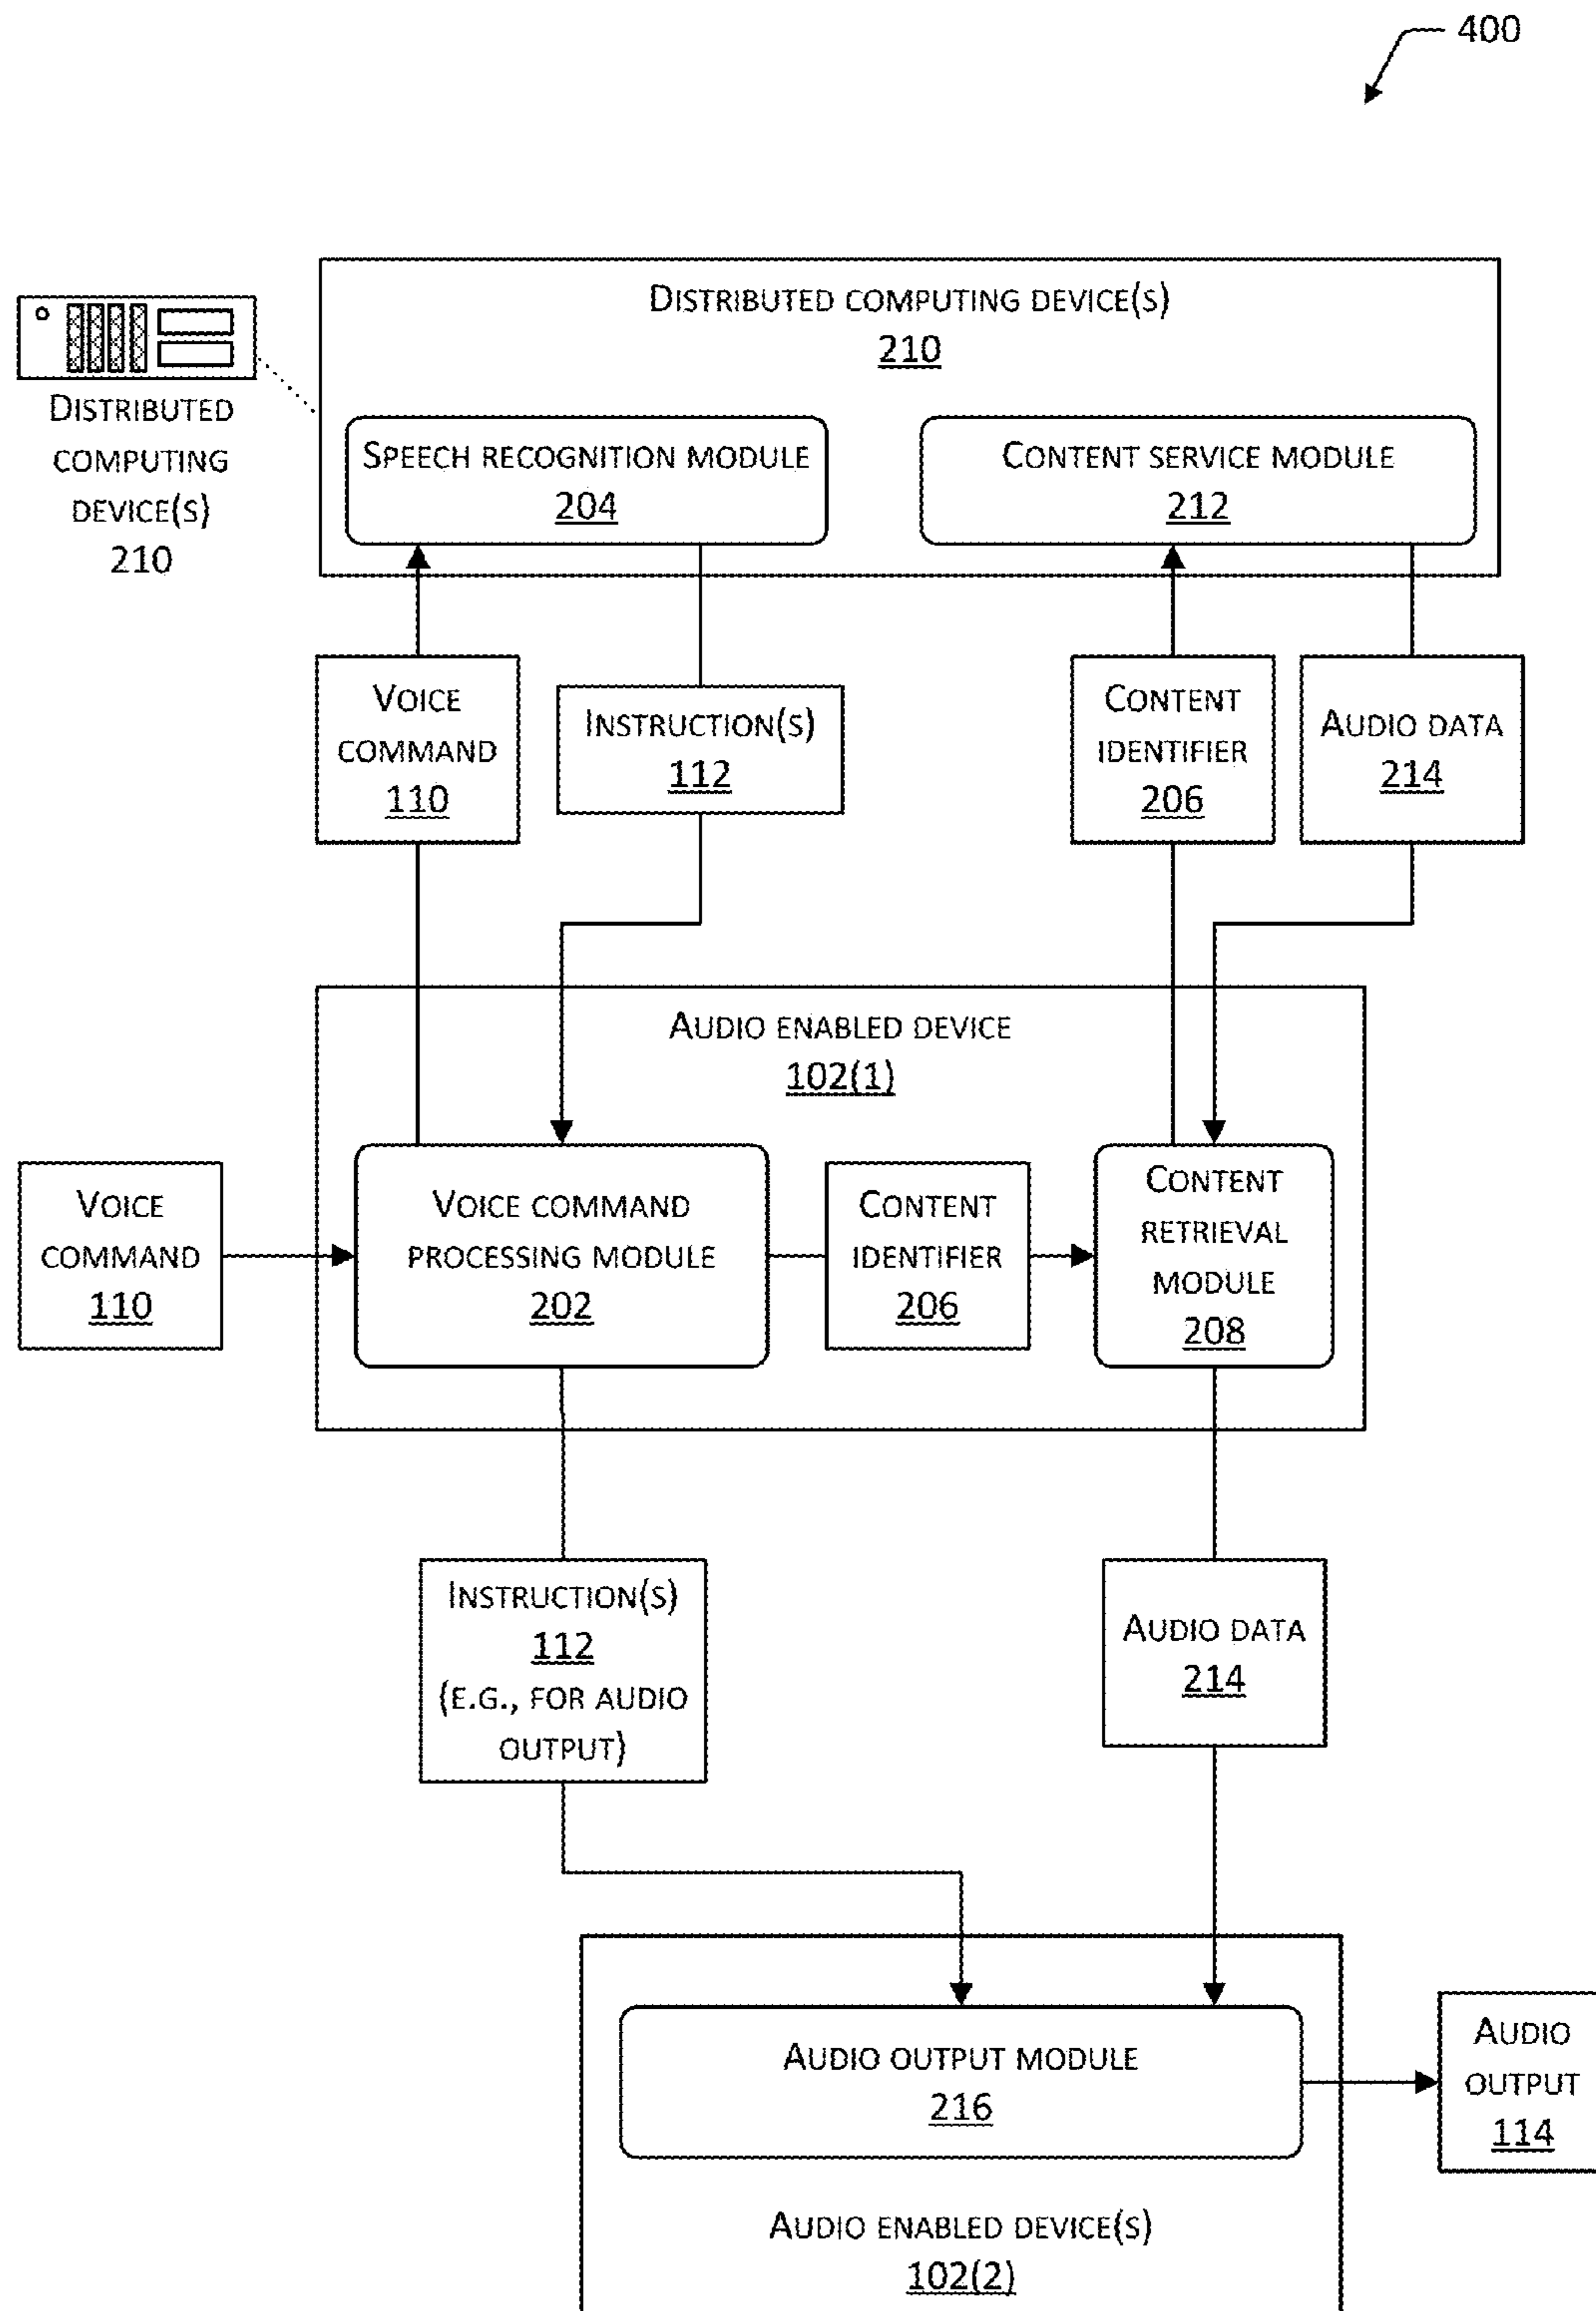 400
DISTRIBUTED COMPUTING DEVICE(S)
210
DISTRIBUTED
COMPUTING
DEVICE(S)
210
SPEECH RECOGNITION MODULE
204
CONTENT SERVICE MODULE
212
VOICE
COMMAND
110
INSTRUCTION(S)
112
CONTENT
IDENTIFIER
206
AUDIO DATA
214
AUDIO ENABLED DEVICE
102(1)
VOICE
COMMAND
110
VOICE COMMAND
PROCESSING MODULE
202
CONTENT
IDENTIFIER
206
CONTENT
RETRIEVAL
MODULE
208
INSTRUCTION(S)
112
(E.G., FOR AUDIO
OUTPUT)
AUDIO DATA
214
AUDIO OUTPUT MODULE
216
AUDIO
OUTPUT
114
AUDIO ENABLED DEVICE(S)
102(2)